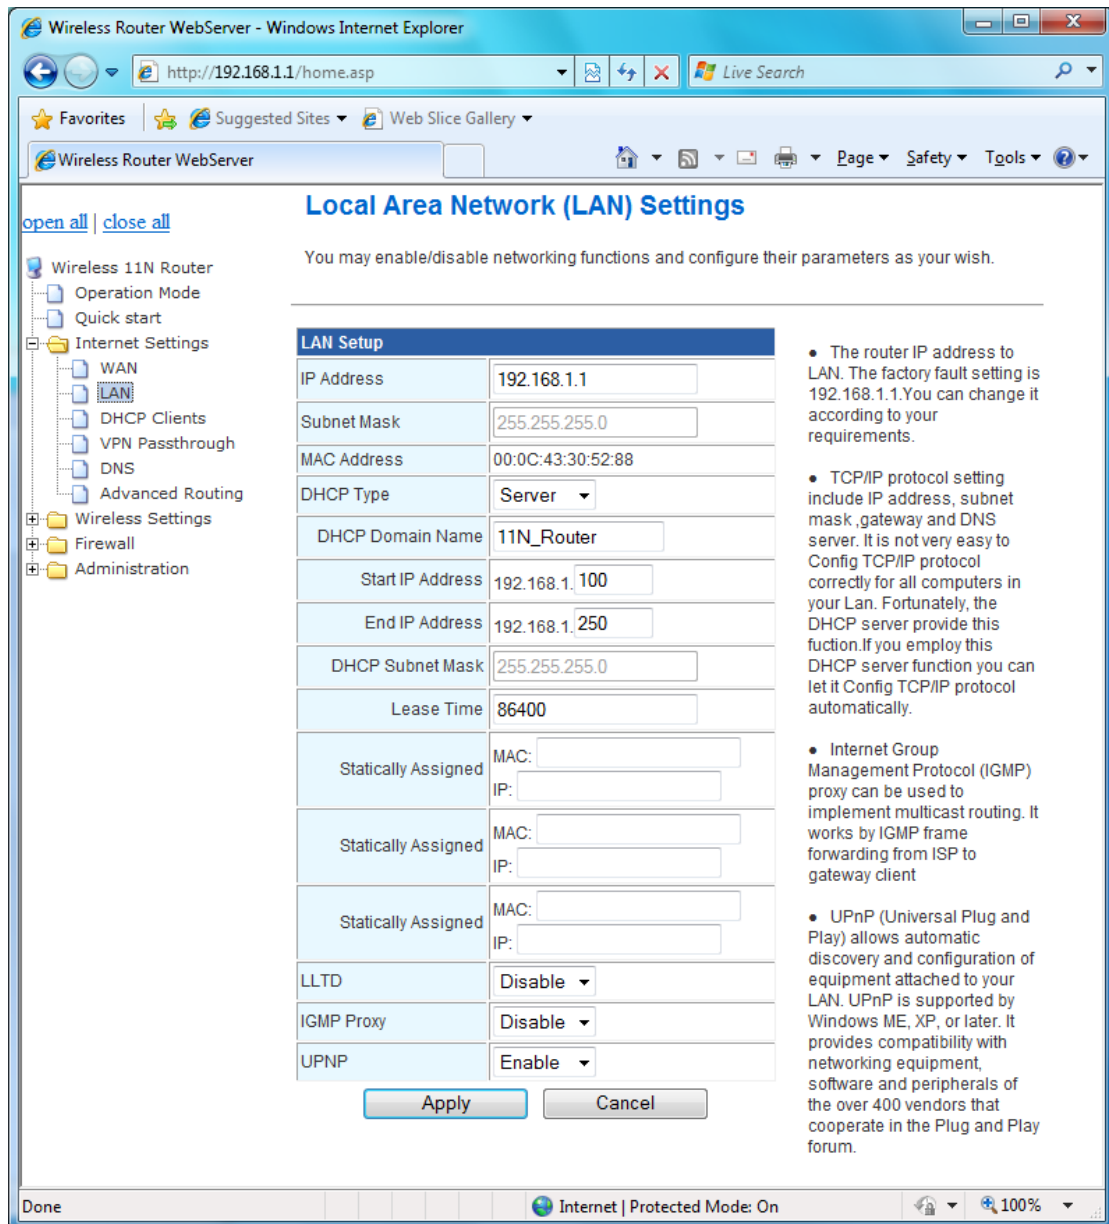 Wireless Router WebServer - Windows Internet Explorer
http://192.168.1.1/home.asp
Live Search
Favorites
Suggested Sites
Web Slice Gallery
Wireless Router WebServer
Page
Safety
Tools
open all | close all
Wireless 11N Router
Operation Mode
Quick start
Internet Settings
WAN
LAN
DHCP Clients
VPN Passthrough
DNS
Advanced Routing
Wireless Settings
Firewall
Administration
Local Area Network (LAN) Settings
You may enable/disable networking functions and configure their parameters as your wish.
LAN Setup
IP Address 192.168.1.1
Subnet Mask 255.255.255.0
MAC Address 00:0C:43:30:52:88
DHCP Type Server
DHCP Domain Name 11N_Router
Start IP Address 192.168.1. 100
End IP Address 192.168.1. 250
DHCP Subnet Mask 255.255.255.0
Lease Time 86400
Statically Assigned
MAC:
IP:
Statically Assigned
MAC:
IP:
Statically Assigned
MAC:
IP:
LLTD Disable
IGMP Proxy Disable
UPNP Enable
Apply
Cancel
● The router IP address to
LAN. The factory fault setting is
192.168.1.1.You can change it
according to your
requirements.
● TCP/IP protocol setting
include IP address, subnet
mask ,gateway and DNS
server. It is not very easy to
Config TCP/IP protocol
correctly for all computers in
your Lan. Fortunately, the
DHCP server provide this
fuction.If you employ this
DHCP server function you can
let it Config TCP/IP protocol
automatically.
● Internet Group
Management Protocol (IGMP)
proxy can be used to
implement multicast routing. It
works by IGMP frame
forwarding from ISP to
gateway client
● UPnP (Universal Plug and
Play) allows automatic
discovery and configuration of
equipment attached to your
LAN. UPnP is supported by
Windows ME, XP, or later. It
provides compatibility with
networking equipment,
software and peripherals of
the over 400 vendors that
cooperate in the Plug and Play
forum.
Done
Internet | Protected Mode: On
100%